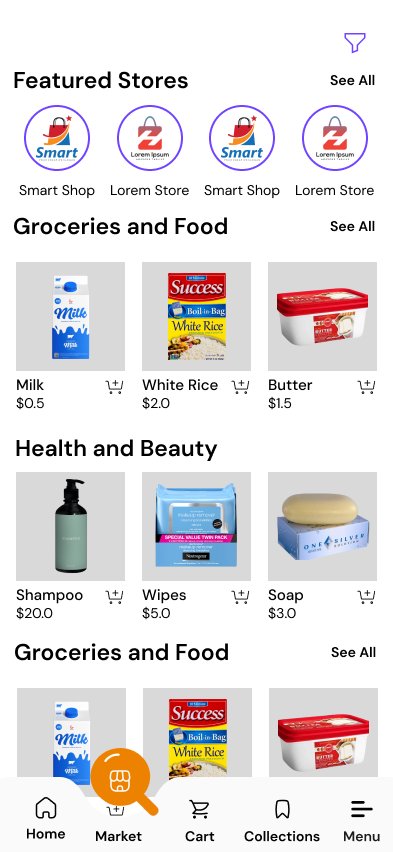 Featured Stores
See All
Smart
Lorem Ipsum
Smart
Lorem Ipsum
Smart Shop
Lorem Store
Smart Shop
Lorem Store
Groceries and Food
See All
Milk
Success
Boil-in-Bag
White Rice
BUTTER
Milk
White Rice
Butter
$0.5
$2.0
$1.5
Health and Beauty
makeup remover
SPECIAL VALUE TWIN PACK
makeup remover
Neutrogena
ONE SILVER
Shampoo
Wipes
Soap
$20.0
$5.0
$3.0
Groceries and Food
See All
Milk
Success
Boil-in-Bag
White Rice
BUTTER
Home
Market
Cart
Collections
Menu